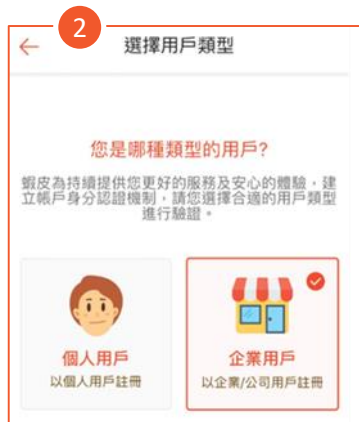 2
選擇用戶類型
您是哪種類型的用戶?
蝦皮為持續提供您更好的服務及安心的體驗，建
立帳戶身分認證機制，請您選擇合適的用戶類型
進行驗證。
個人用戶
以個人用戶註冊
企業用戶
以企業/公司用戶註冊